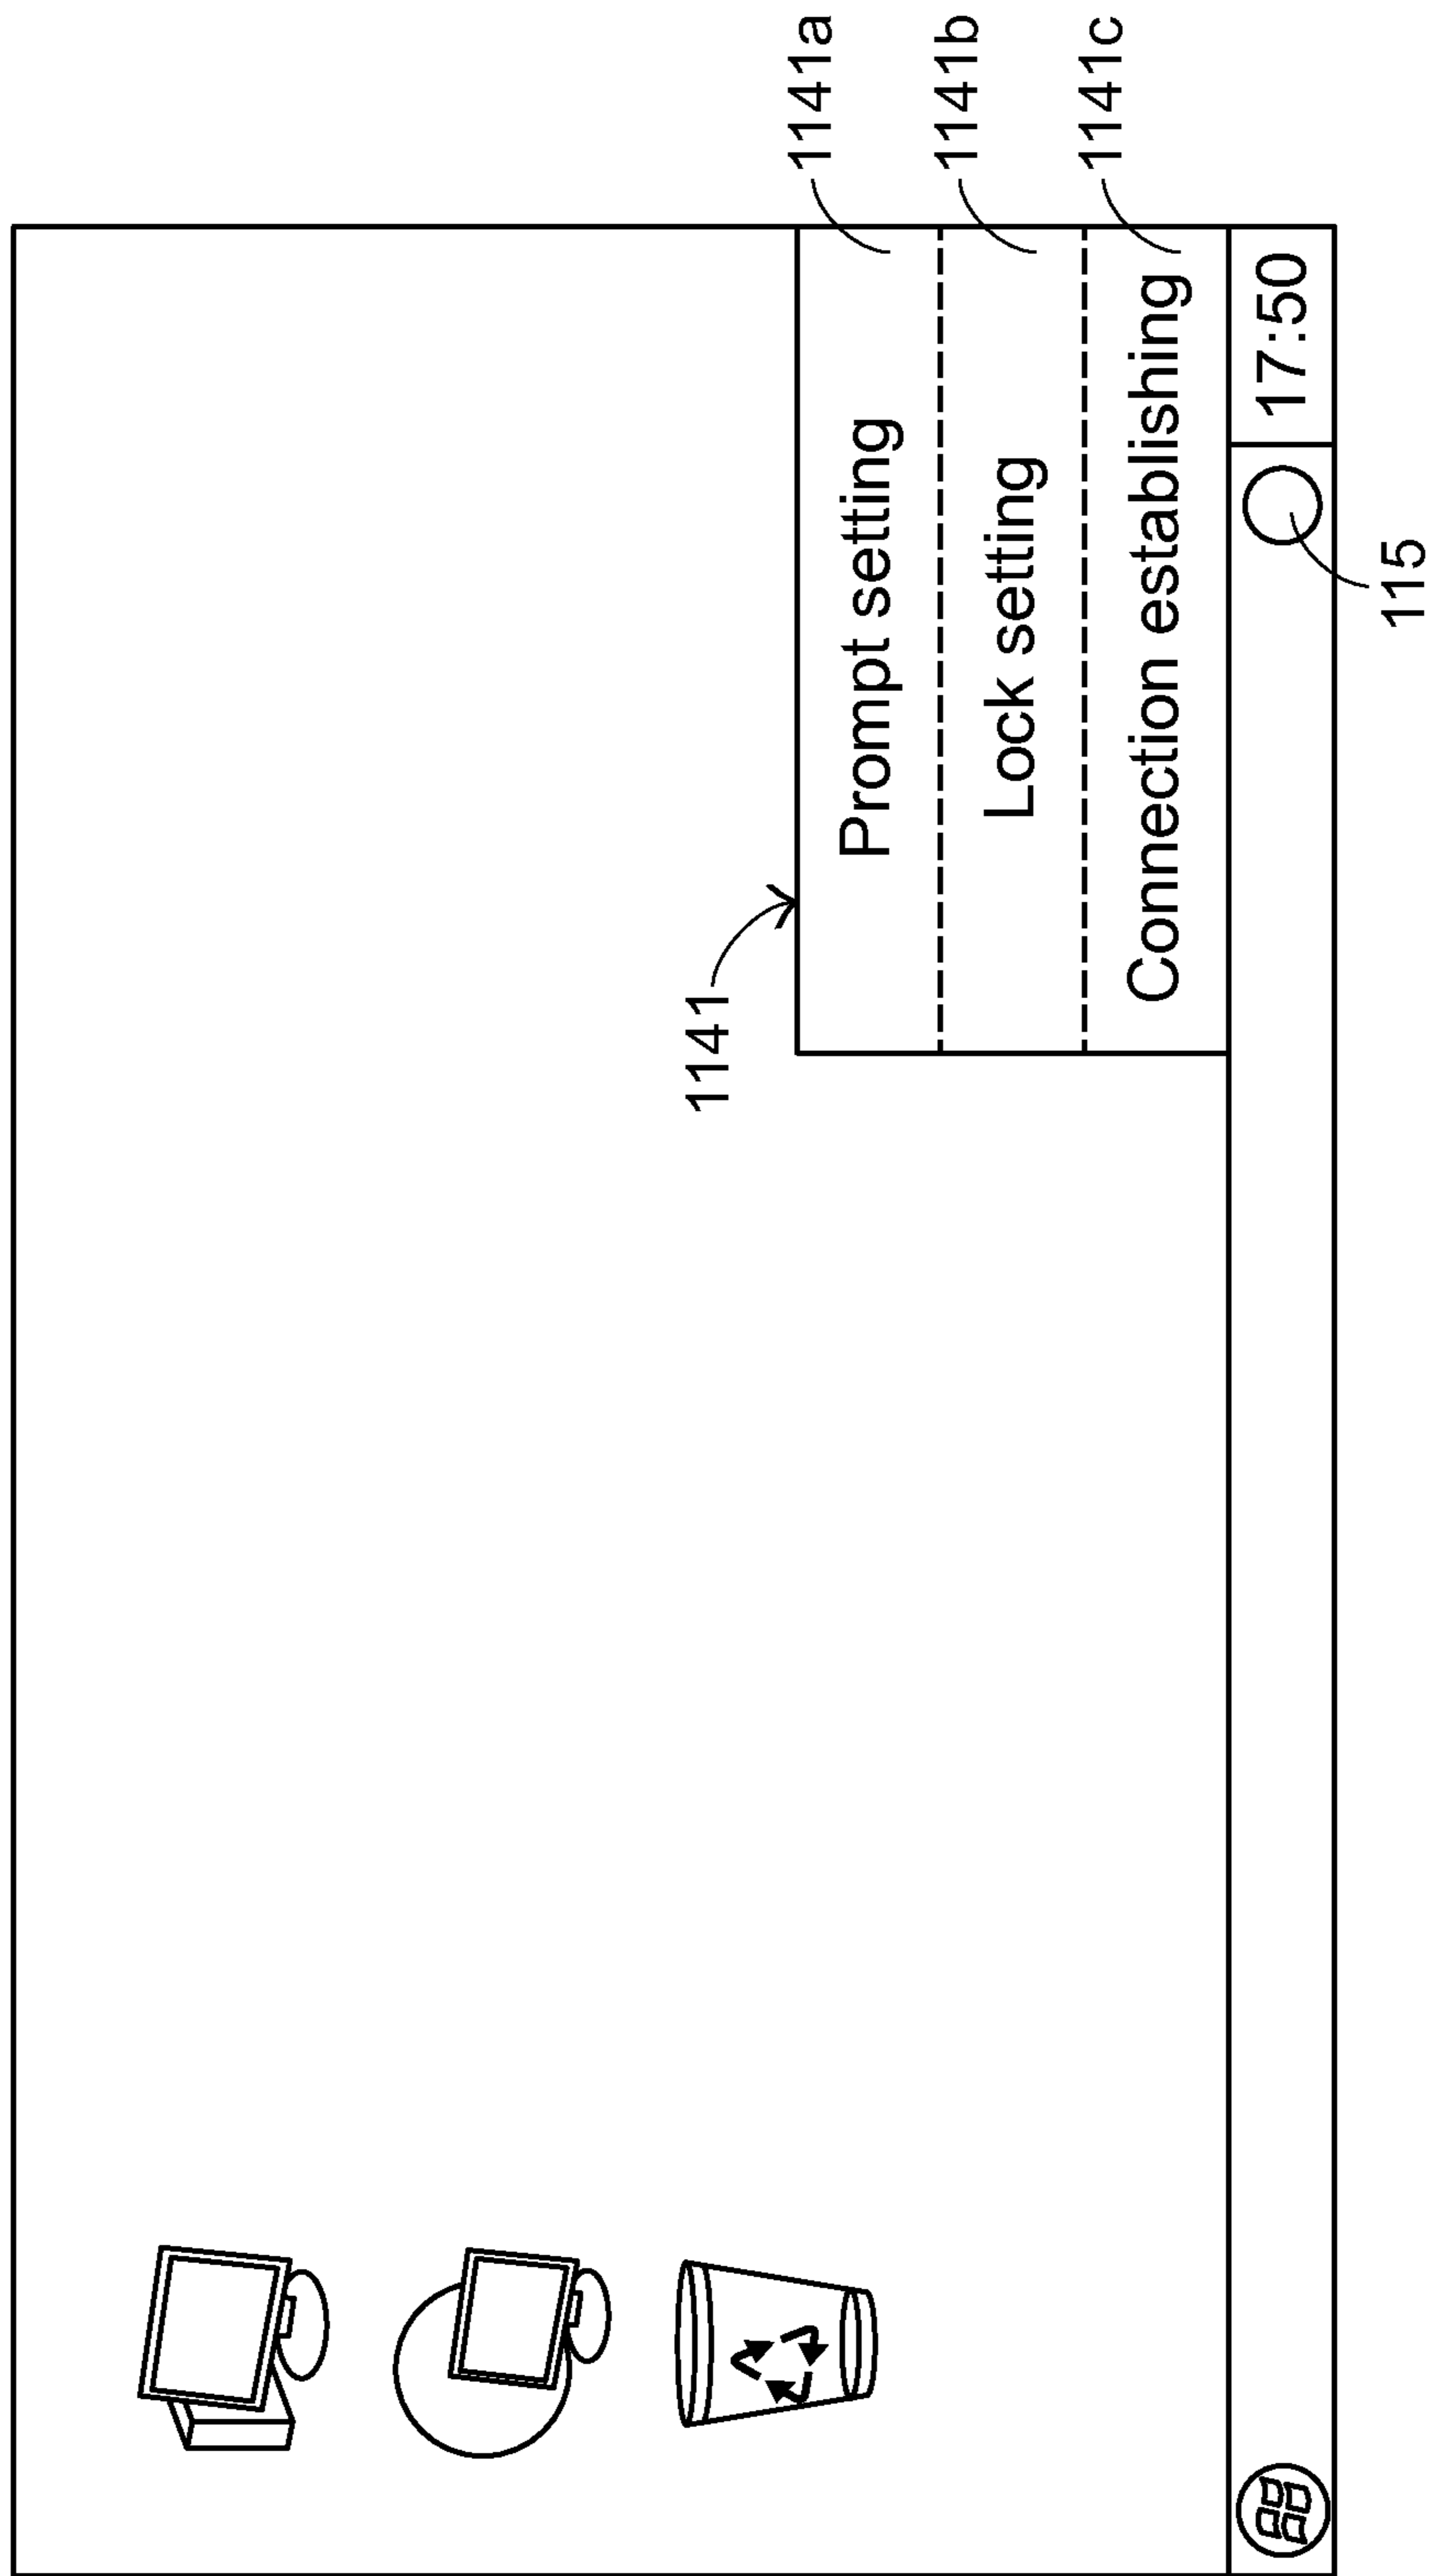 1141
Prompt setting
1141a
Lock setting
1141b
Connection establishing
1141c
17:50
115